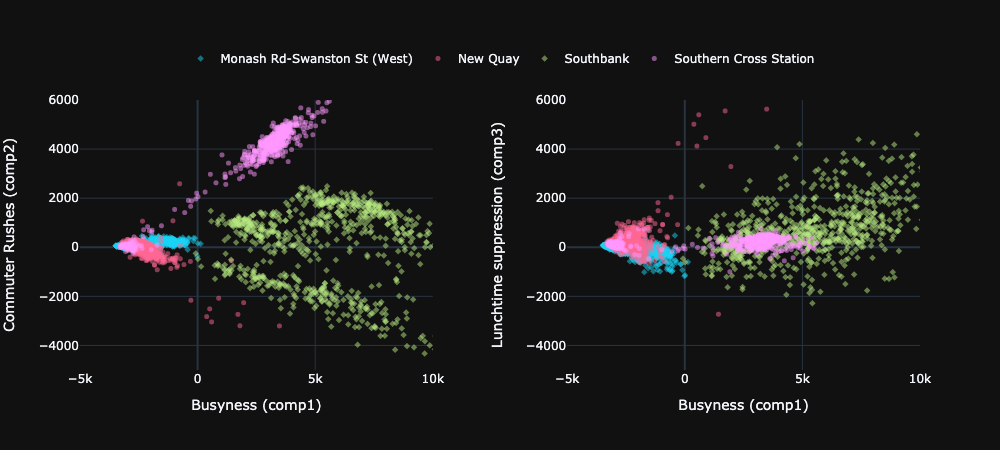 Monash Rd-Swanston St (West) New Quay Southbank Southern Cross Station
Commuter Rushes (comp2)
6000
4000
2000
0
−2000
−4000
−5k 0 5k 10k
Busyness (comp1)
Lunchtime suppression (comp3)
6000
4000
2000
0
−2000
−4000
−5k 0 5k 10k
Busyness (comp1)